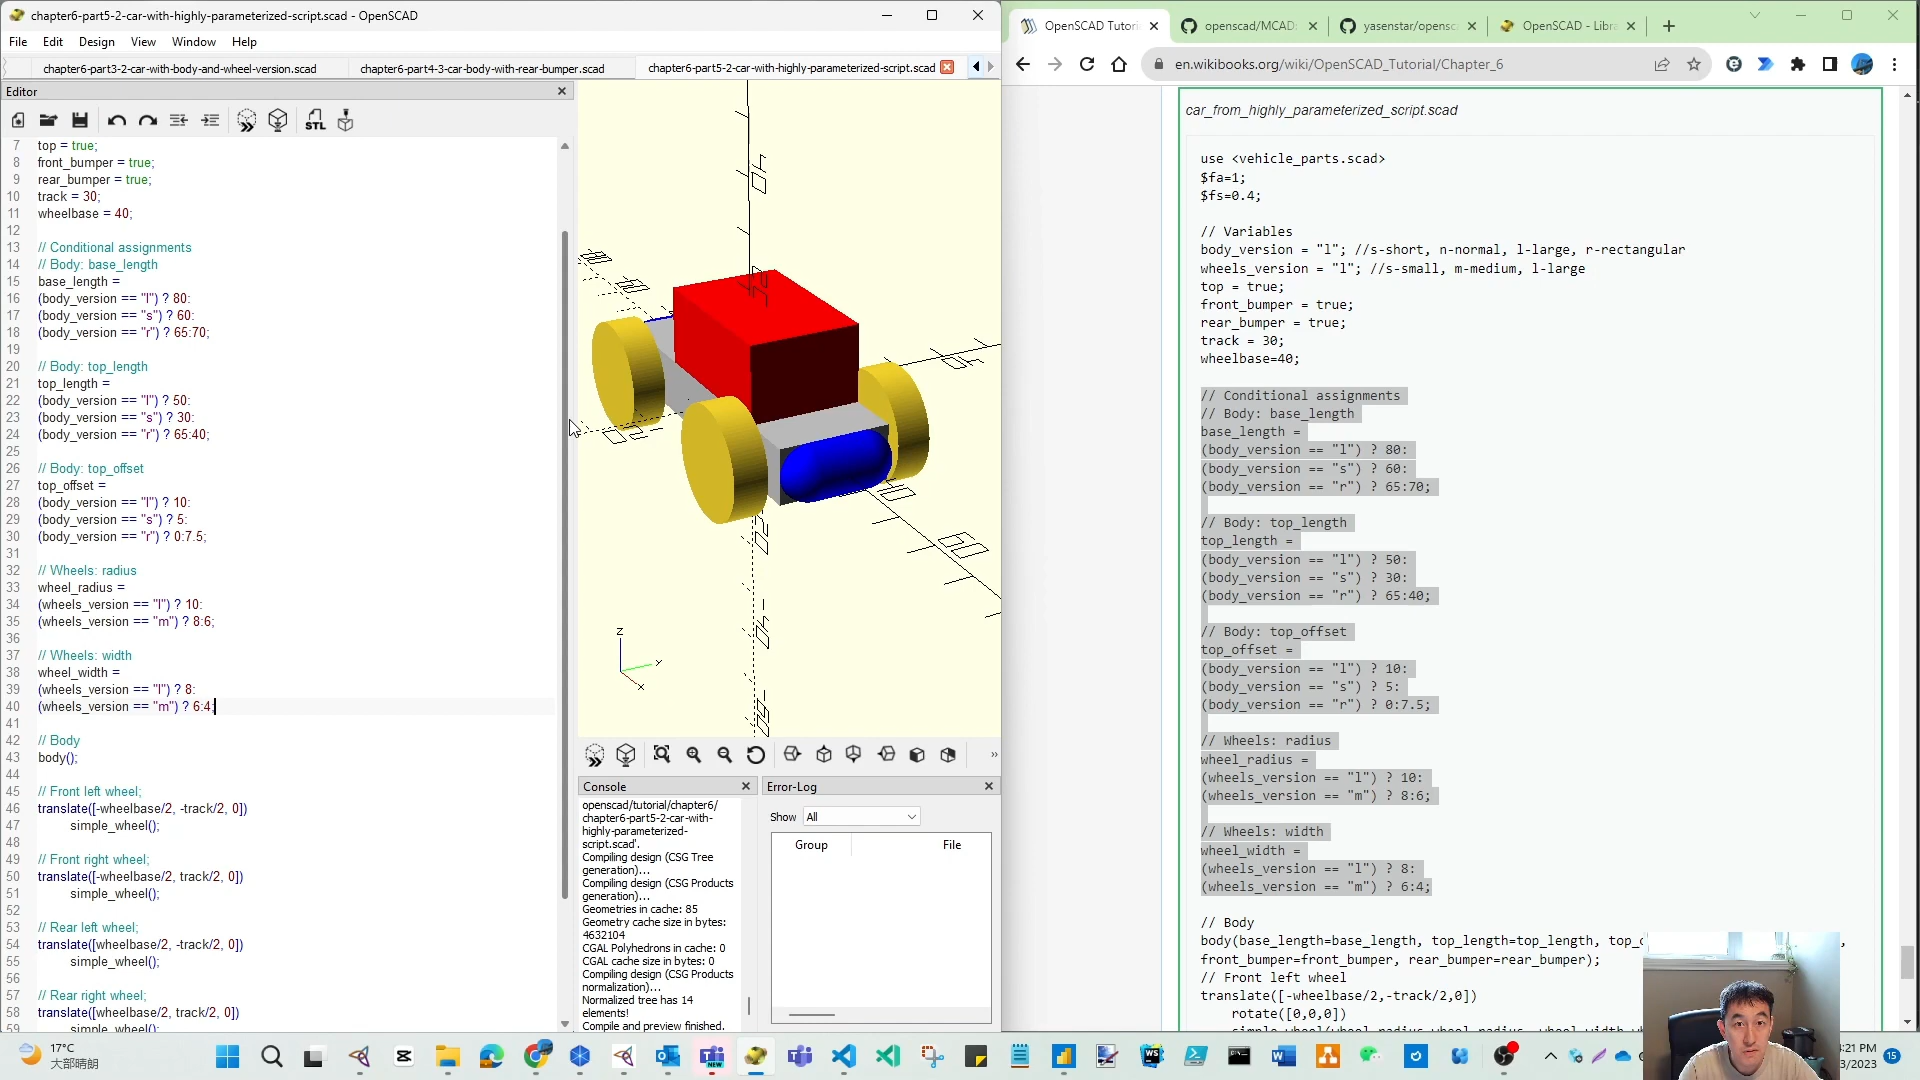 chapter6-part5-2-car-with-highly-parameterized-script.scad - OpenSCAD
File Edit Design View Window Help
chapter6-part3-2-car-with-body-and-wheel-version.scad
chapter6-part4-3-car-body-with-rear-bumper.scad
chapter6-part5-2-car-with-highly-parameterized-script.scad
Editor
STL
7 top = true;
8 front_bumper = true;
9 rear_bumper = true;
10 track = 30;
11 wheelbase = 40;
12
13 // Conditional assignments
14 // Body: base_length
15 base_length =
16 (body_version == "l") ? 80:
17 (body_version == "s") ? 60:
18 (body_version == "r") ? 65:70;
19
20 // Body: top_length
21 top_length =
22 (body_version == "l") ? 50:
23 (body_version == "s") ? 30:
24 (body_version == "r") ? 65:40;
25
26 // Body: top_offset
27 top_offset =
28 (body_version == "l") ? 10:
29 (body_version == "s") ? 5:
30 (body_version == "r") ? 0:7.5;
31
32 // Wheels: radius
33 wheel_radius =
34 (wheels_version == "l") ? 10:
35 (wheels_version == "m") ? 8:6;
36
37 // Wheels: width
38 wheel_width =
39 (wheels_version == "l") ? 8:
40 (wheels_version == "m") ? 6:4;
41
42 // Body
43 body();
44
45 // Front left wheel;
46 translate([-wheelbase/2, -track/2, 0])
47 simple_wheel();
48
49 // Front right wheel;
50 translate([-wheelbase/2, track/2, 0])
51 simple_wheel();
52
53 // Rear left wheel;
54 translate([wheelbase/2, -track/2, 0])
55 simple_wheel();
56
57 // Rear right wheel;
58 translate([wheelbase/2, track/2, 0])
59 simple_wheel();
z
y
x
Console
openscad/tutorial/chapter6/
chapter6-part5-2-car-with-
highly-parameterized-
script.scad'.
Compiling design (CSG Tree
generation)...
Compiling design (CSG Products
generation)...
Geometries in cache: 85
Geometry cache size in bytes:
4632104
CGAL Polyhedrons in cache: 0
CGAL cache size in bytes: 0
Compiling design (CSG Products
normalization)...
Normalized tree has 14
elements!
Compile and preview finished.
Error-Log
Show All
Group File
OpenSCAD Tutori
openscad/MCAD:
yasenstar/opensc
OpenSCAD - Libra
en.wikibooks.org/wiki/OpenSCAD_Tutorial/Chapter_6
car_from_highly_parameterized_script.scad
use <vehicle_parts.scad>
$fa=1;
$fs=0.4;
// Variables
body_version = "l"; //s-short, n-normal, l-large, r-rectangular
wheels_version = "l"; //s-small, m-medium, l-large
top = true;
front_bumper = true;
rear_bumper = true;
track = 30;
wheelbase=40;
// Conditional assignments
// Body: base_length
base_length =
(body_version == "l") ? 80:
(body_version == "s") ? 60:
(body_version == "r") ? 65:70;
// Body: top_length
top_length =
(body_version == "l") ? 50:
(body_version == "s") ? 30:
(body_version == "r") ? 65:40;
// Body: top_offset
top_offset =
(body_version == "l") ? 10:
(body_version == "s") ? 5:
(body_version == "r") ? 0:7.5;
// Wheels: radius
wheel_radius =
(wheels_version == "l") ? 10:
(wheels_version == "m") ? 8:6;
// Wheels: width
wheel_width =
(wheels_version == "l") ? 8:
(wheels_version == "m") ? 6:4;
// Body
body(base_length=base_length, top_length=top_length,
front_bumper=front_bumper, rear_bumper=rear_bumper);
// Front left wheel
translate([-wheelbase/2,-track/2,0])
rotate([0,0,0])
17°C
大部晴朗
:21 PM
3/2023
15